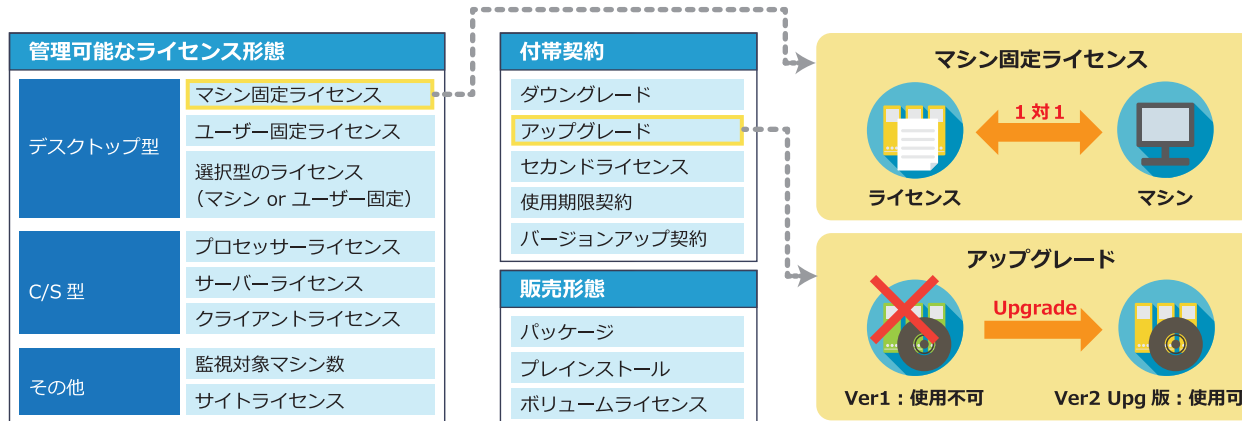 管理可能なライセンス形態
デスクトップ型
マシン固定ライセンス
ユーザー固定ライセンス
選択型のライセンス
（マシン or ユーザー固定）
C/S 型
プロセッサーライセンス
サーバーライセンス
クライアントライセンス
その他
監視対象マシン数
サイトライセンス
付帯契約
ダウングレード
アップグレード
セカンドライセンス
使用期限契約
バージョンアップ契約
販売形態
パッケージ
プレインストール
ボリュームライセンス
マシン固定ライセンス
1 対 1
ライセンス
マシン
アップグレード
Upgrade
Ver1：使用不可
Ver2 Upg 版：使用可